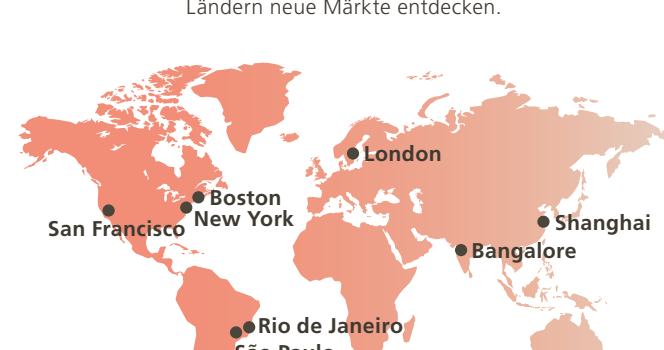 Ländern neue Märkte entdecken.
London
Boston
New York
San Francisco
Shanghai
Bangalore
Rio de Janeiro
São Paulo